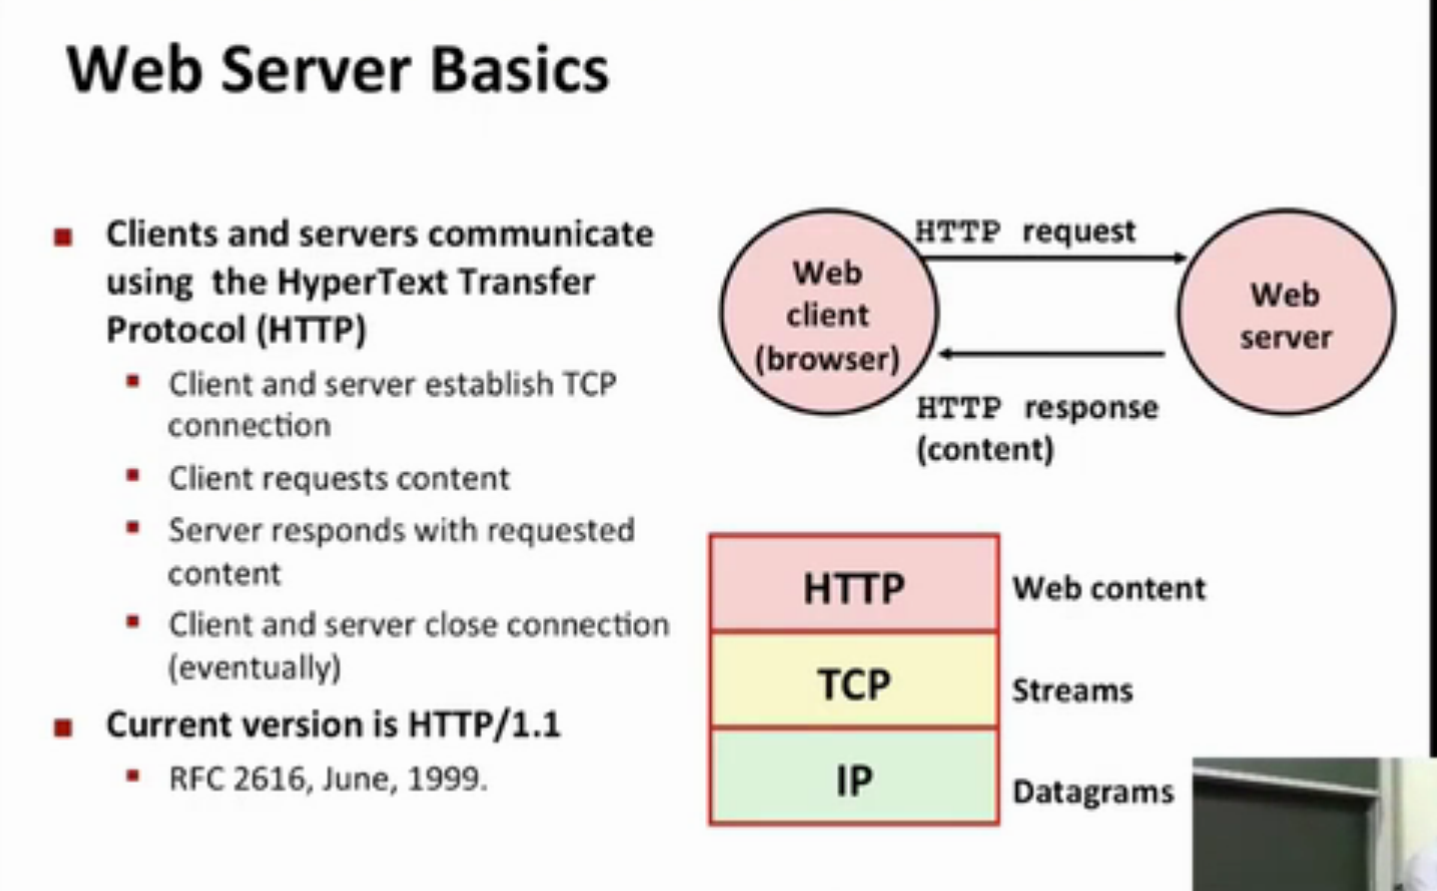 Web Server Basics
Clients and servers communicate
using the HyperText Transfer
Protocol (HTTP)
Client and server establish TCP
connection
Client requests content
Server responds with requested
content
Client and server close connection
(eventually)
Current version is HTTP/1.1
RFC 2616, June, 1999.
HTTP request
Web
client
(browser)
Web
server
HTTP response
(content)
HTTP
Web content
TCP
Streams
IP
Datagrams